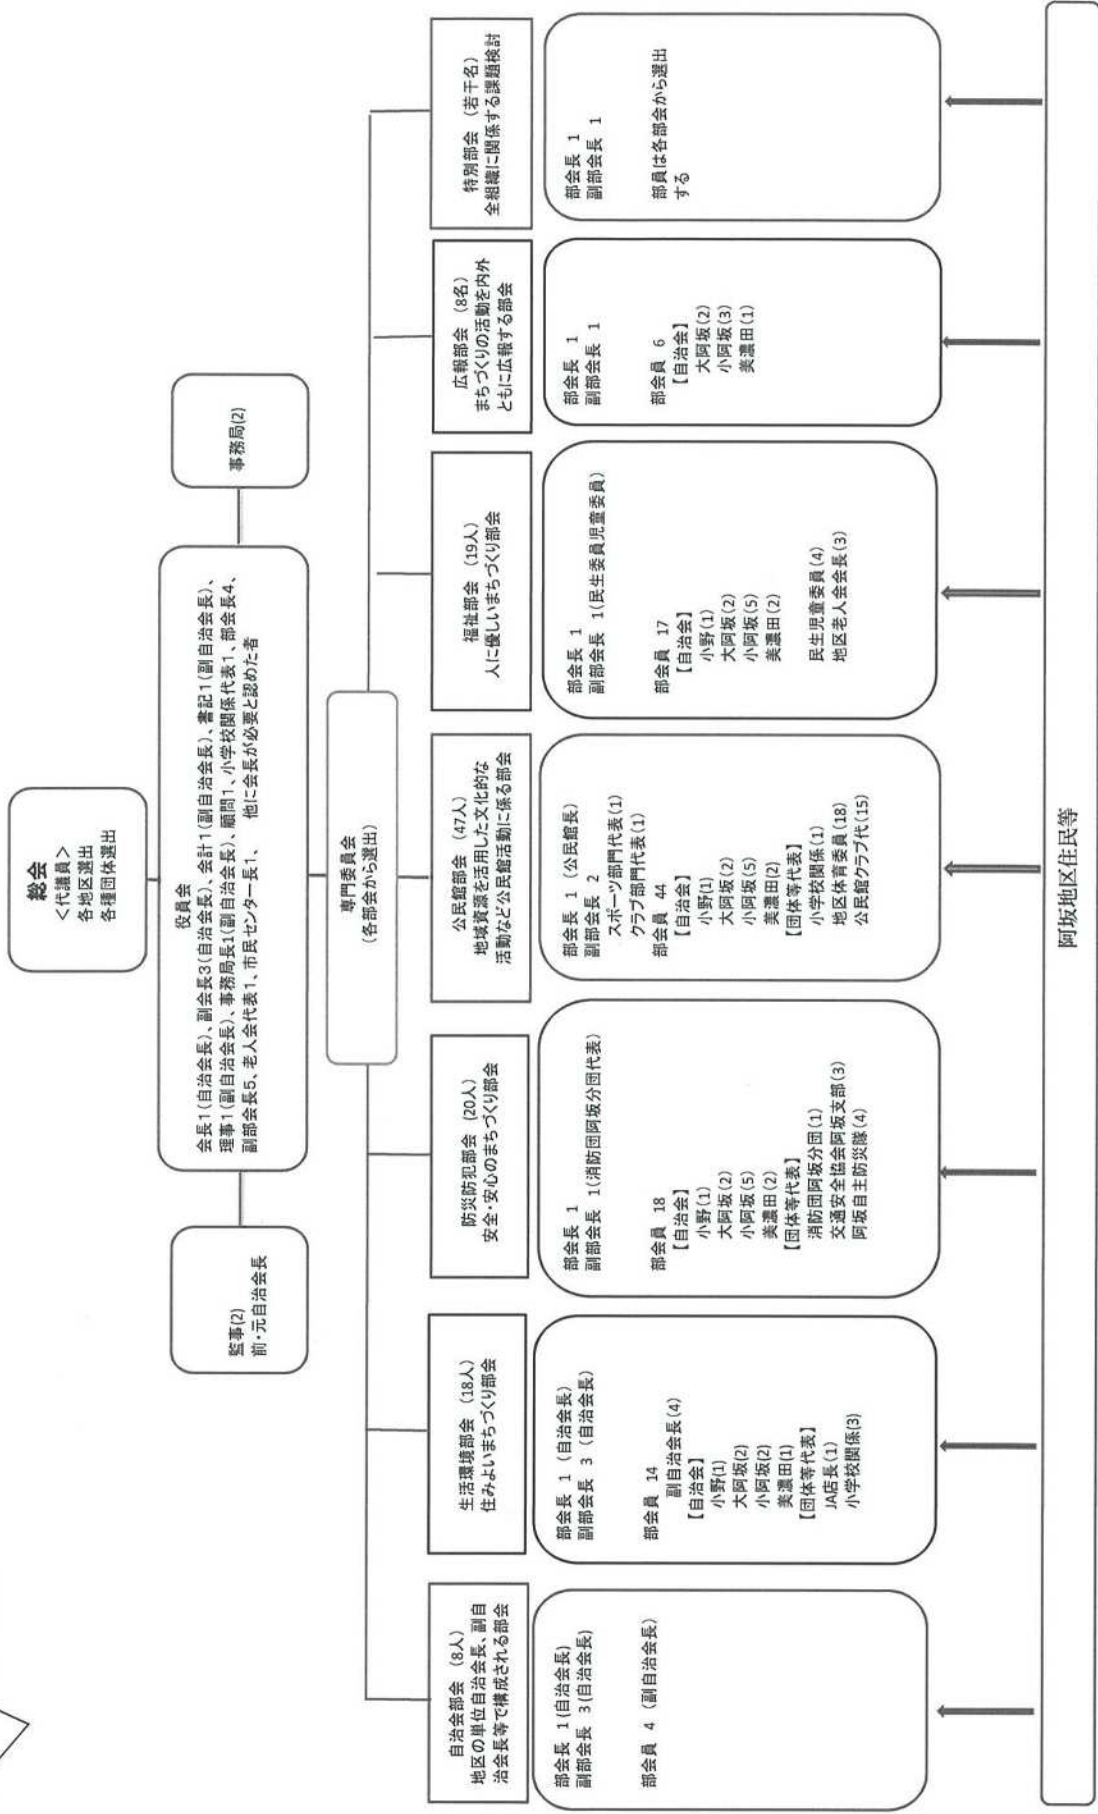 総会
<代議員>
各地区選出
各種団体選出
監事(2)
前・元自治会長
役員会
会長1(自治会長)、副会長3(自治会長)、会計1(副自治会長)、書記1(副自治会長)、
理事1(副自治会長)、事務局長1(副自治会長)、顧問1、小学校関係代表1、部会長4、
副部会長5、老人会代表1、市民センター長1、　他に会長が必要と認めた者
事務局(2)
専門委員会
(各部会から選出)
自治会部会 (8人)
地区の単位自治会長、副自
治会長等で構成される部会
部会長 1(自治会長)
副部会長 3(自治会長)
部会員 4 (副自治会長)
生活環境部会 (18人)
住みよいまちづくり部会
部会長 1 (自治会長)
副部会長 3 (自治会長)
部会員 14
副自治会長(4)
【自治会】
小野(1)
大阿坂(2)
小阿坂(2)
美濃田(1)
【団体等代表】
JA店長(1)
小学校関係(3)
防災防犯部会 (20人)
安全・安心のまちづくり部会
部会長 1
副部会長 1(消防団阿坂分団代表)
部会員 18
【自治会】
小野(1)
大阿坂(2)
小阿坂(5)
美濃田(2)
【団体等代表】
消防団阿坂分団(1)
交通安全協会阿坂支部(3)
阿坂自主防災隊(4)
公民館部会 (47人)
地域資源を活用した文化的な
活動など公民館活動に係る部会
部会長 1 (公民館長)
副部会長 2
スポーツ部門代表(1)
クラブ部門代表(1)
部会員 44
【自治会】
小野(1)
大阿坂(2)
小阿坂(5)
美濃田(2)
【団体等代表】
小学校関係(1)
地区体育委員(18)
公民館クラブ代(15)
福祉部会 (19人)
人に優しいまちづくり部会
部会長 1
副部会長 1(民生委員児童委員)
部会員 17
【自治会】
小野(1)
大阿坂(2)
小阿坂(5)
美濃田(2)
民生児童委員(4)
地区老人会会長(3)
広報部会 (8名)
まちづくりの活動を内外
ともに広報する部会
部会長 1
副部会長 1
部会員 6
【自治会】
大阿坂(2)
小阿坂(3)
美濃田(1)
特別部会 (若干名)
全組織に関係する課題検討
部会長 1
副部会長 1
部員は各部会から選出
する
阿坂地区住民等